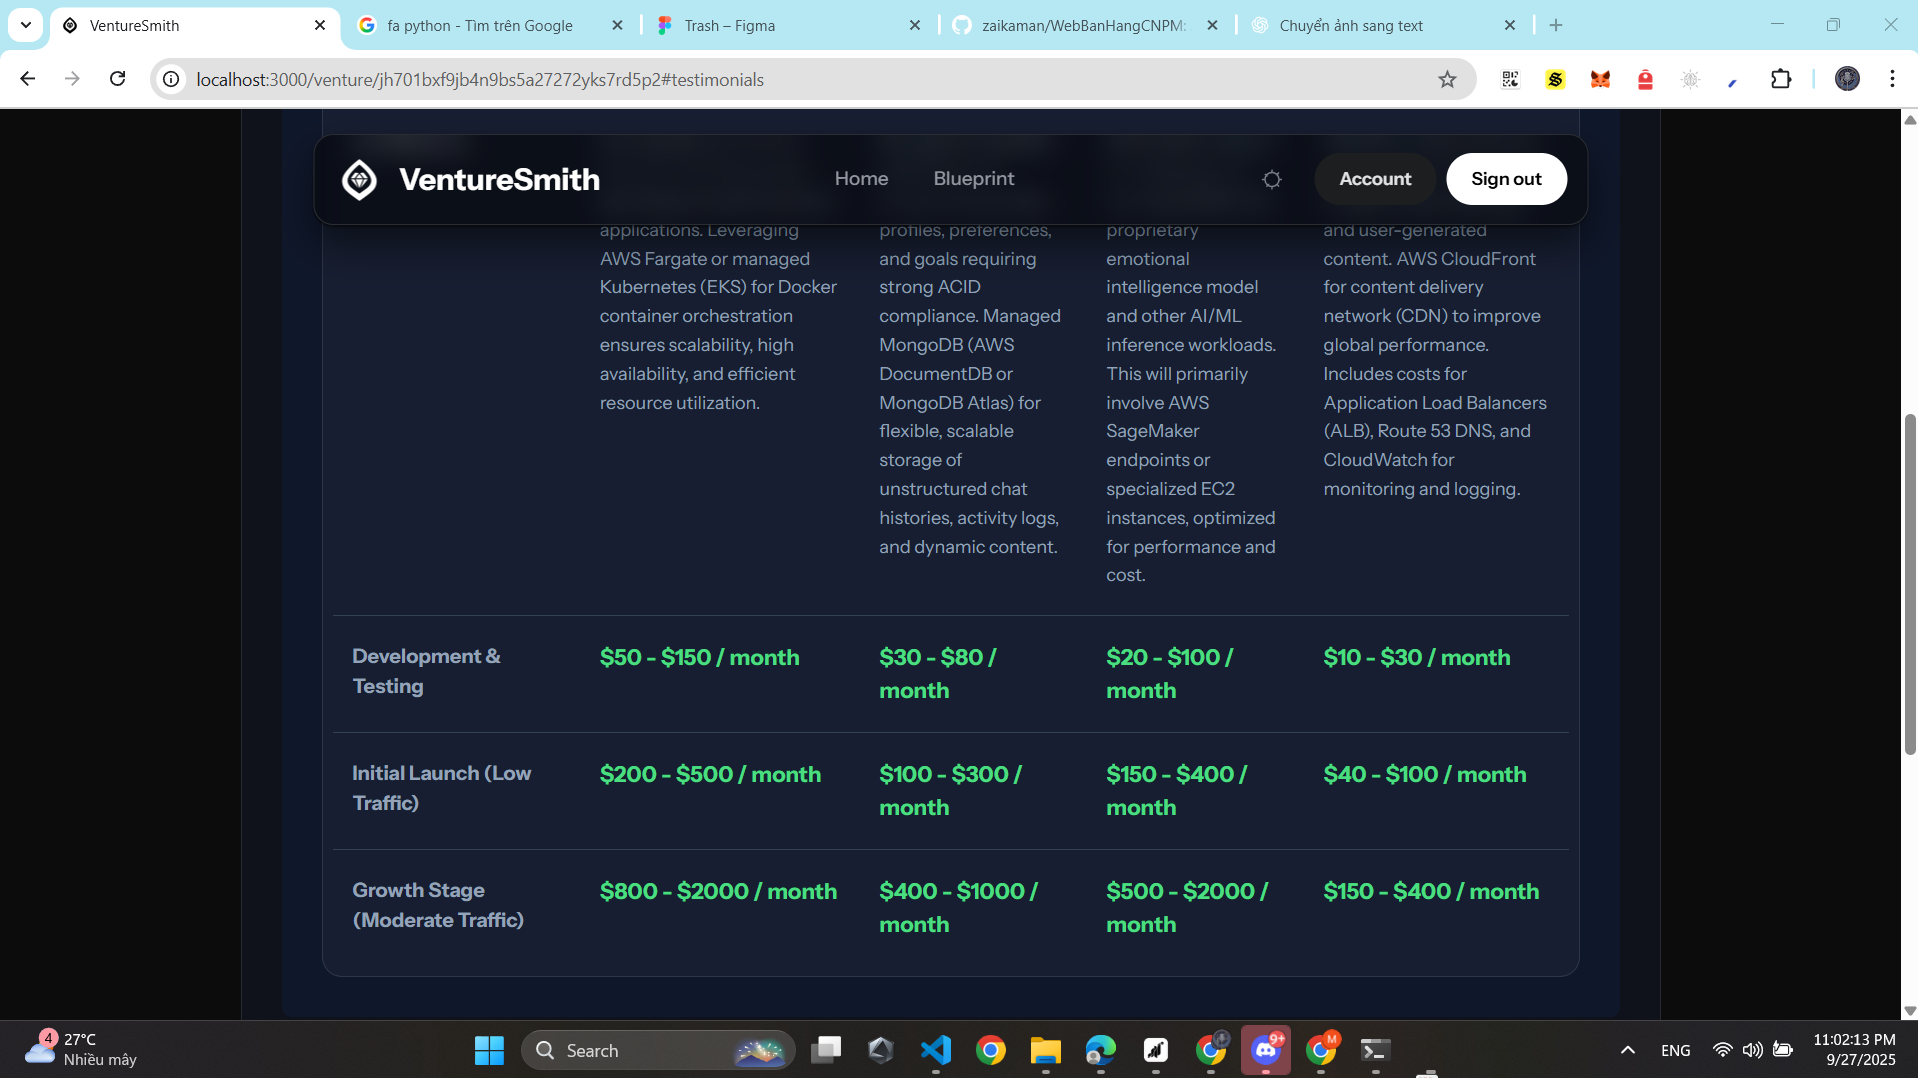 VentureSmith
fa python - Tìm trên Google
Trash – Figma
zaikaman/WebBanHangCNPM:
Chuyển ảnh sang text
localhost:3000/venture/jh701bxf9jb4n9bs5a27272yks7rd5p2#testimonials
VentureSmith
Home
Blueprint
Account
Sign out
applications. Leveraging
AWS Fargate or managed
Kubernetes (EKS) for Docker
container orchestration
ensures scalability, high
availability, and efficient
resource utilization.
profiles, preferences,
and goals requiring
strong ACID
compliance. Managed
MongoDB (AWS
DocumentDB or
MongoDB Atlas) for
flexible, scalable
storage of
unstructured chat
histories, activity logs,
and dynamic content.
proprietary
emotional
intelligence model
and other AI/ML
inference workloads.
This will primarily
involve AWS
SageMaker
endpoints or
specialized EC2
instances, optimized
for performance and
cost.
and user-generated
content. AWS CloudFront
for content delivery
network (CDN) to improve
global performance.
Includes costs for
Application Load Balancers
(ALB), Route 53 DNS, and
CloudWatch for
monitoring and logging.
Development &
Testing
$50 - $150 / month
$30 - $80 /
month
$20 - $100 /
month
$10 - $30 / month
Initial Launch (Low
Traffic)
$200 - $500 / month
$100 - $300 /
month
$150 - $400 /
month
$40 - $100 / month
Growth Stage
(Moderate Traffic)
$800 - $2000 / month
$400 - $1000 /
month
$500 - $2000 /
month
$150 - $400 / month
4
27°C
Nhiều mây
Search
9+
M
ENG
11:02:13 PM
9/27/2025